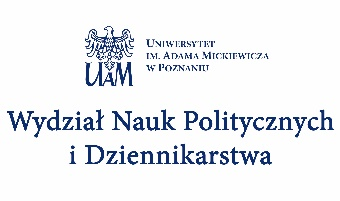 UAM
Uniwersytet
im. Adama Mickiewicza
w Poznaniu
Wydział Nauk Politycznych
i Dziennikarstwa